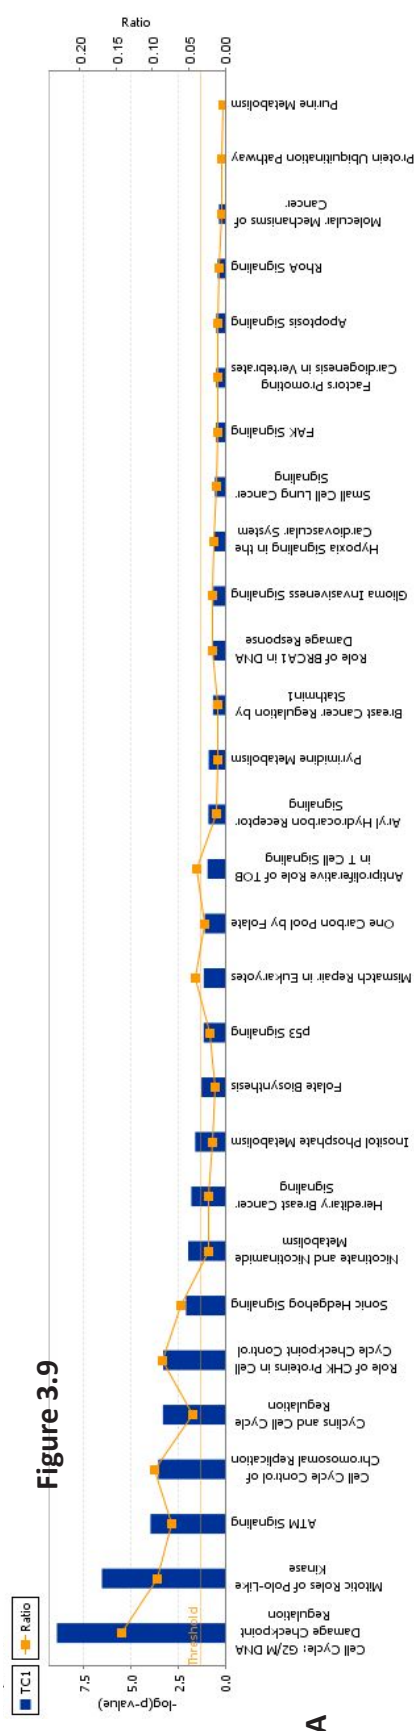 Figure 3.9
A
TC1
Ratio
-log(p-value)
7.5
5.0
2.5
0.0
Threshold
Ratio
0.20
0.15
0.10
0.05
0.00
Cell Cycle: G2/M DNA
Damage Checkpoint
Regulation
Mitotic Roles of Polo-Like
Kinase
ATM Signaling
Cell Cycle Control of
Chromosomal Replication
Cyclins and Cell Cycle
Regulation
Role of CHK Proteins in Cell
Cycle Checkpoint Control
Sonic Hedgehog Signaling
Nicotinate and Nicotinamide
Metabolism
Hereditary Breast Cancer
Signaling
Inositol Phosphate Metabolism
Folate Biosynthesis
p53 Signaling
Mismatch Repair in Eukaryotes
One Carbon Pool by Folate
Antiproliferative Role of TOB
in T Cell Signaling
Aryl Hydrocarbon Receptor
Signaling
Pyrimidine Metabolism
Breast Cancer Regulation by
Stathmin1
Role of BRCA1 in DNA
Damage Response
Glioma Invasiveness Signaling
Hypoxia Signaling in the
Cardiovascular System
Small Cell Lung Cancer
Signaling
FAK Signaling
Factors Promoting
Cardiogenesis in Vertebrates
Apoptosis Signaling
RhoA Signaling
Molecular Mechanisms of
Cancer
Protein Ubiquitination Pathway
Purine Metabolism